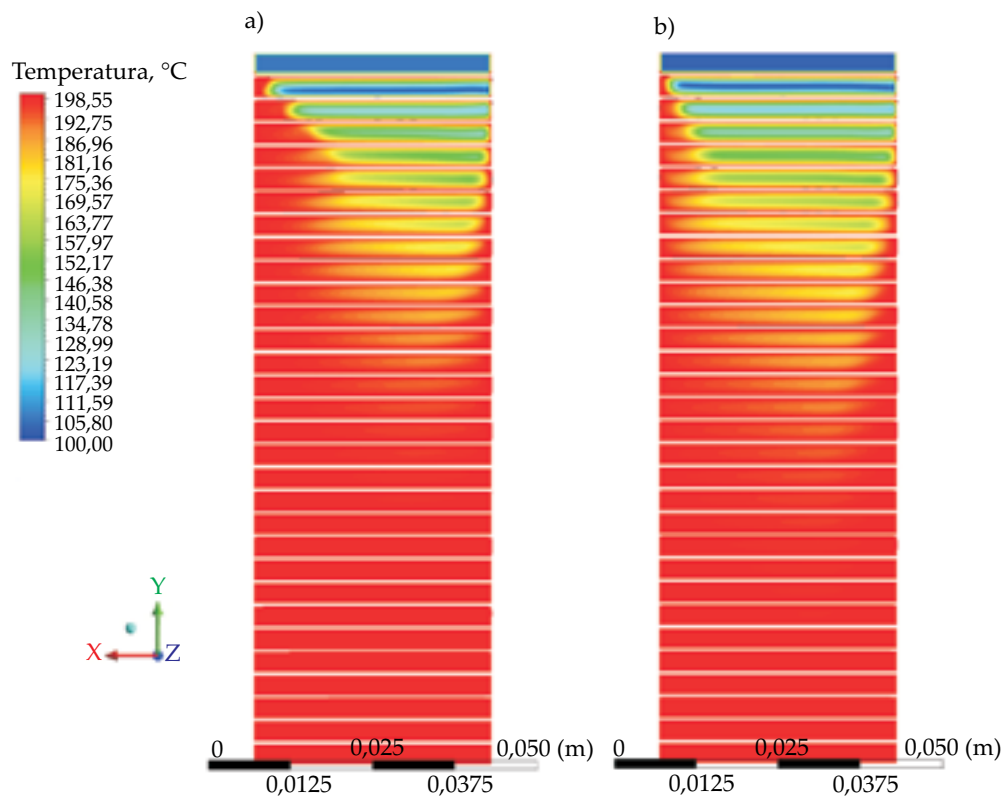 a)
b)
Temperatura, °C
198,55
192,75
186,96
181,16
175,36
169,57
163,77
157,97
152,17
146,38
140,58
134,78
128,99
123,19
117,39
111,59
105,80
100,00
Y
X
Z
0 0,025 0,050 (m)
0,0125 0,0375
0 0,025 0,050 (m)
0,0125 0,0375